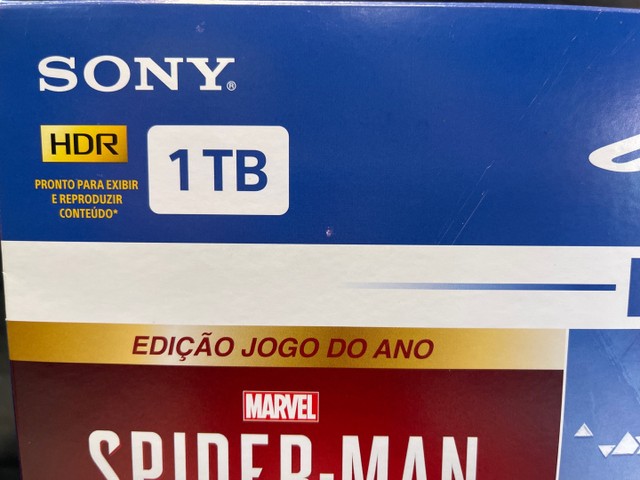 SONY®
HDR
1 TB
PRONTO PARA EXIBIR
E REPRODUZIR
CONTEÚDO*
EDIÇÃO JOGO DO ANO
MARVEL
SPIDER-MAN